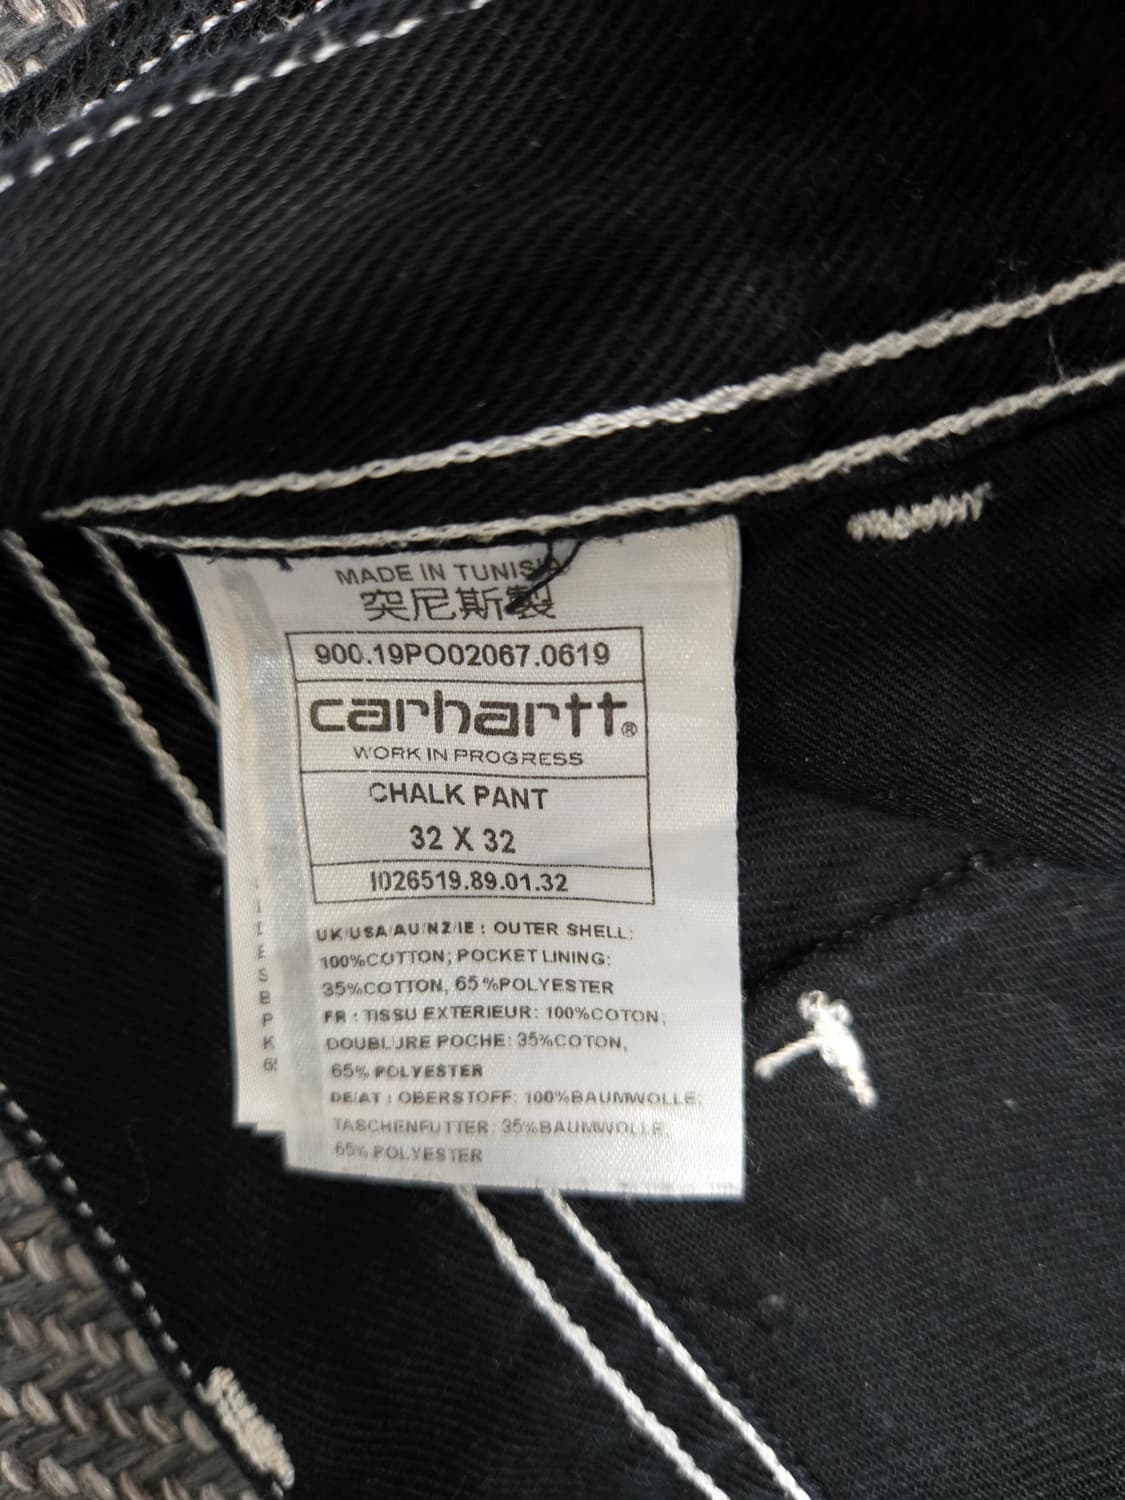 MADE IN TUNISIA
突尼斯製
900.19PO02067.0619
carhartt®
WORK IN PROGRESS
CHALK PANT
32 X 32
I026519.89.01.32
UK/USA/AU/NZ/IE : OUTER SHELL:
100%COTTON; POCKET LINING:
35%COTTON, 65%POLYESTER
FR : TISSU EXTERIEUR: 100%COTON;
DOUBLURE POCHE: 35%COTON,
65% POLYESTER
DE/AT : OBERSTOFF: 100%BAUMWOLLE;
TASCHENFUTTER: 35%BAUMWOLLE,
65% POLYESTER